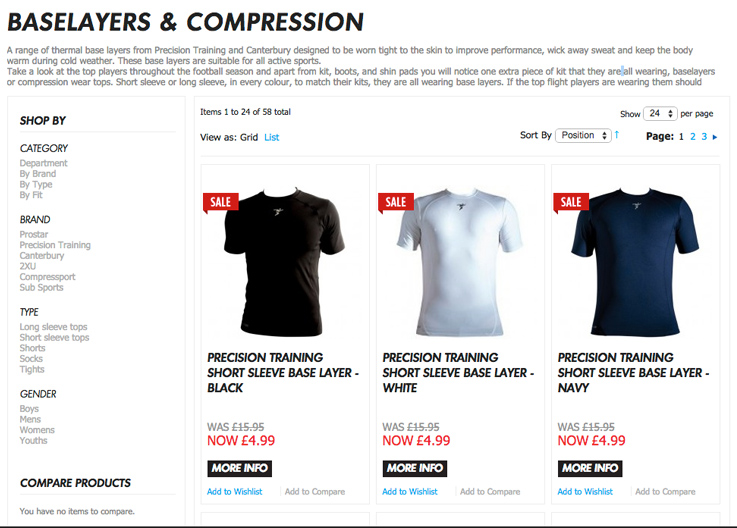 BASELAYERS & COMPRESSION
A range of thermal base layers from Precision Training and Canterbury designed to be worn tight to the skin to improve performance, wick away sweat and keep the body
warm during cold weather. These base layers are suitable for all active sports.
Take a look at the top players throughout the football season and apart from kit, boots, and shin pads you will notice one extra piece of kit that they are all wearing, baselayers
or compression wear tops. Short sleeve or long sleeve, in every colour, to match their kits, they are all wearing base layers. If the top flight players are wearing them should
SHOP BY
CATEGORY
Department
By Brand
By Type
By Fit
BRAND
Prostar
Precision Training
Canterbury
2XU
Compressport
Sub Sports
TYPE
Long sleeve tops
Short sleeve tops
Shorts
Socks
Tights
GENDER
Boys
Mens
Womens
Youths
COMPARE PRODUCTS
You have no items to compare.
Items 1 to 24 of 58 total
Show 24 per page
View as: Grid List
Sort By Position ↑ Page: 1 2 3 ▸
SALE
PRECISION TRAINING
SHORT SLEEVE BASE LAYER -
BLACK
WAS £15.95
NOW £4.99
MORE INFO
Add to Wishlist Add to Compare
SALE
PRECISION TRAINING
SHORT SLEEVE BASE LAYER -
WHITE
WAS £15.95
NOW £4.99
MORE INFO
Add to Wishlist Add to Compare
SALE
PRECISION TRAINING
SHORT SLEEVE BASE LAYER -
NAVY
WAS £15.95
NOW £4.99
MORE INFO
Add to Wishlist Add to Compare